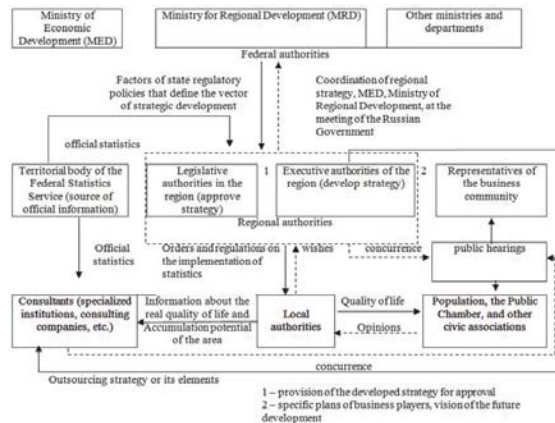 Ministry of
Economic
Development (MED)
Ministry for Regional Development (MRD)
Other ministries and
departments
Federal authorities
Factors of state regulatory
policies that define the vector
of strategic development
Coordination of regional
strategy, MED, Ministry of
Regional Development, at the
meeting of the Russian
Government
official statistics
Territorial body of the
Federal Statistics
Service (source of
official information)
Legislative
authorities in the
region (approve
strategy)
1
Executive authorities of the
region (develop strategy)
2
Representatives of
the business
community
Regional authorities
Official
statistics
Orders and regulations on
the implementation of
statistics
wishes
concurrence
public hearings
Consultants (specialized
institutions, consulting
companies, etc.)
Information about the
real quality of life and
Accumulation potential
of the area
Local
authorities
Quality of life
Opinions
Population, the Public
Chamber, and other
civic associations
concurrence
Outsourcing strategy or its elements
1 – provision of the developed strategy for approval
2 – specific plans of business players, vision of the future
development